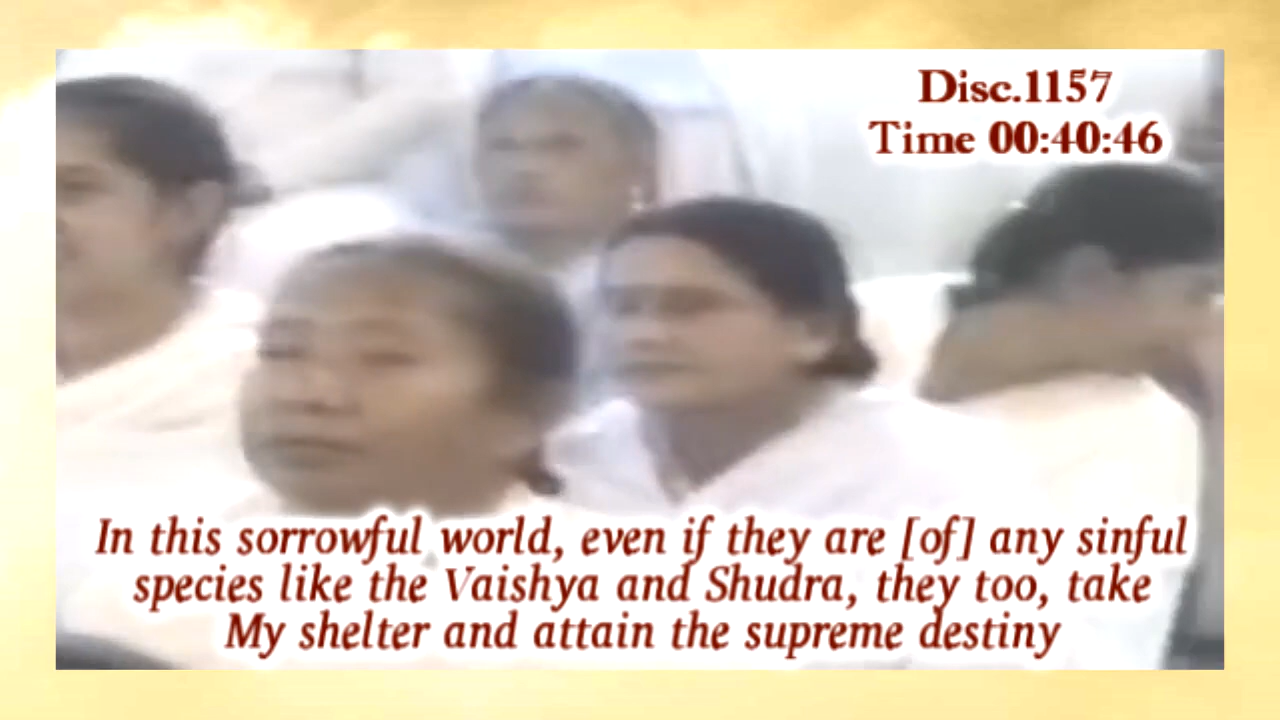 Disc.1157
Time 00:40:46
In this sorrowful world, even if they are [of] any sinful
species like the Vaishya and Shudra, they too, take
My shelter and attain the supreme destiny